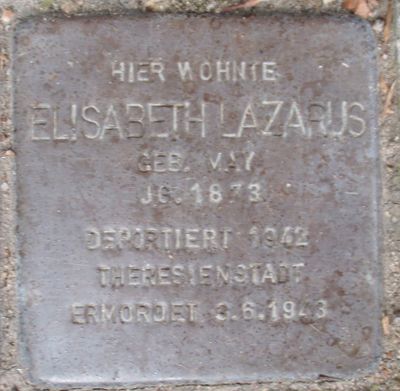 HIER WOHNTE
ELISABETH LAZARUS
GEB. MAY
JG. 1873
DEPORTIERT 1942
THERESIENSTADT
ERMORDET 3.6.1943